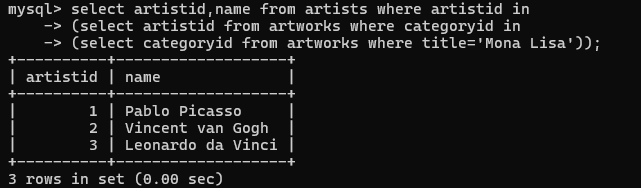 mysql> select artistid,name from artists where artistid in
    -> (select artistid from artworks where categoryid in
    -> (select categoryid from artworks where title='Mona Lisa'));
+----------+-------------------+
| artistid | name              |
+----------+-------------------+
|        1 | Pablo Picasso     |
|        2 | Vincent van Gogh  |
|        3 | Leonardo da Vinci |
+----------+-------------------+
3 rows in set (0.00 sec)